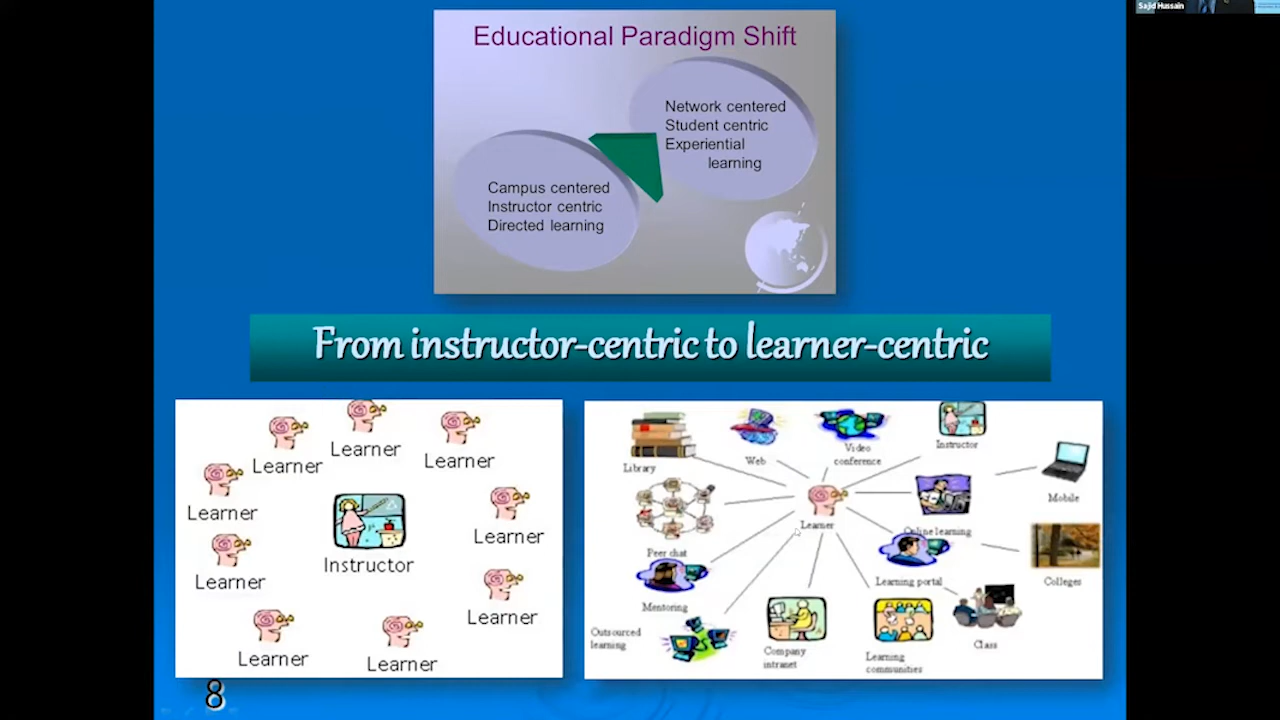 Sajid Hussain
Educational Paradigm Shift
Network centered
Student centric
Experiential
learning
Campus centered
Instructor centric
Directed learning
From instructor-centric to learner-centric
Learner
Learner
Learner
Learner
Learner
Instructor
Learner
Learner
Learner
Learner
Library
Web
Video
conference
Instructor
Mobile
Learner
Online learning
Peer chat
Learning portal
Colleges
Mentoring
Outsourced
learning
Company
intranet
Learning
communities
Class
8